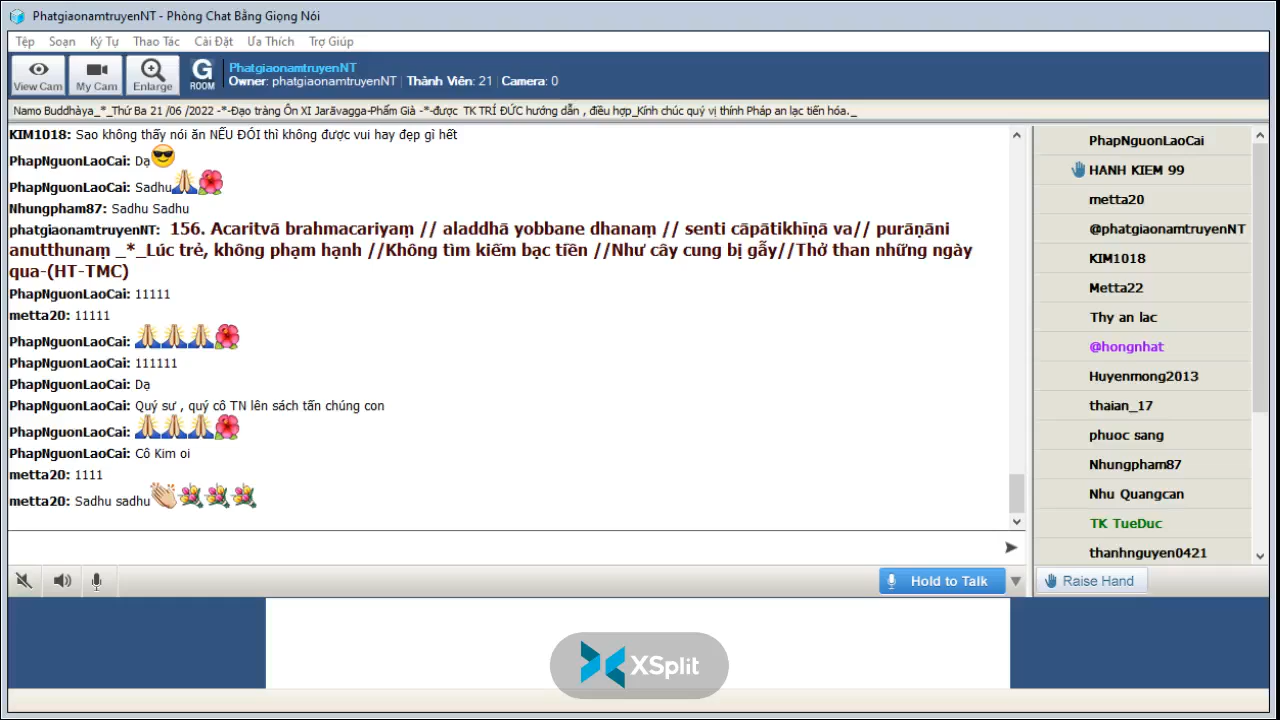 PhatgiaonamtruyenNT - Phòng Chat Bằng Giọng Nói
Tệp Soạn Ký Tự Thao Tác Cài Đặt Ưa Thích Trợ Giúp
View Cam My Cam Enlarge G ROOM
PhatgiaonamtruyenNT
Owner: phatgiaonamtruyenNT | Thành Viên: 21 | Camera: 0
Namo Buddhàya_*_Thứ Ba 21 /06 /2022 -*-Đạo tràng Ôn XI Jarāvagga-Phẩm Già -*-được TK TRÍ ĐỨC hướng dẫn , điều hợp_Kính chúc quý vị thính Pháp an lạc tiến hóa._
KIM1018: Sao không thấy nói ăn NẾU ĐÓI thì không được vui hay đẹp gì hết
PhapNguonLaoCai: Dạ
PhapNguonLaoCai: Sadhu
Nhungpham87: Sadhu Sadhu
phatgiaonamtruyenNT: 156. Acaritvā brahmacariyaṃ // aladdhā yobbane dhanaṃ // senti cāpātikhīṇā va// purāṇāni
anutthunaṃ _*_Lúc trẻ, không phạm hạnh //Không tìm kiếm bạc tiền //Như cây cung bị gẫy//Thở than những ngày
qua-(HT-TMC)
PhapNguonLaoCai: 11111
metta20: 11111
PhapNguonLaoCai:
PhapNguonLaoCai: 111111
PhapNguonLaoCai: Dạ
PhapNguonLaoCai: Quý sư , quý cô TN lên sách tấn chúng con
PhapNguonLaoCai:
PhapNguonLaoCai: Cô Kim oi
metta20: 1111
metta20: Sadhu sadhu
PhapNguonLaoCai
HANH KIEM 99
metta20
@phatgiaonamtruyenNT
KIM1018
Metta22
Thy an lac
@hongnhat
Huyenmong2013
thaian_17
phuoc sang
Nhungpham87
Nhu Quangcan
TK TueDuc
thanhnguyen0421
Hold to Talk
Raise Hand
XSplit